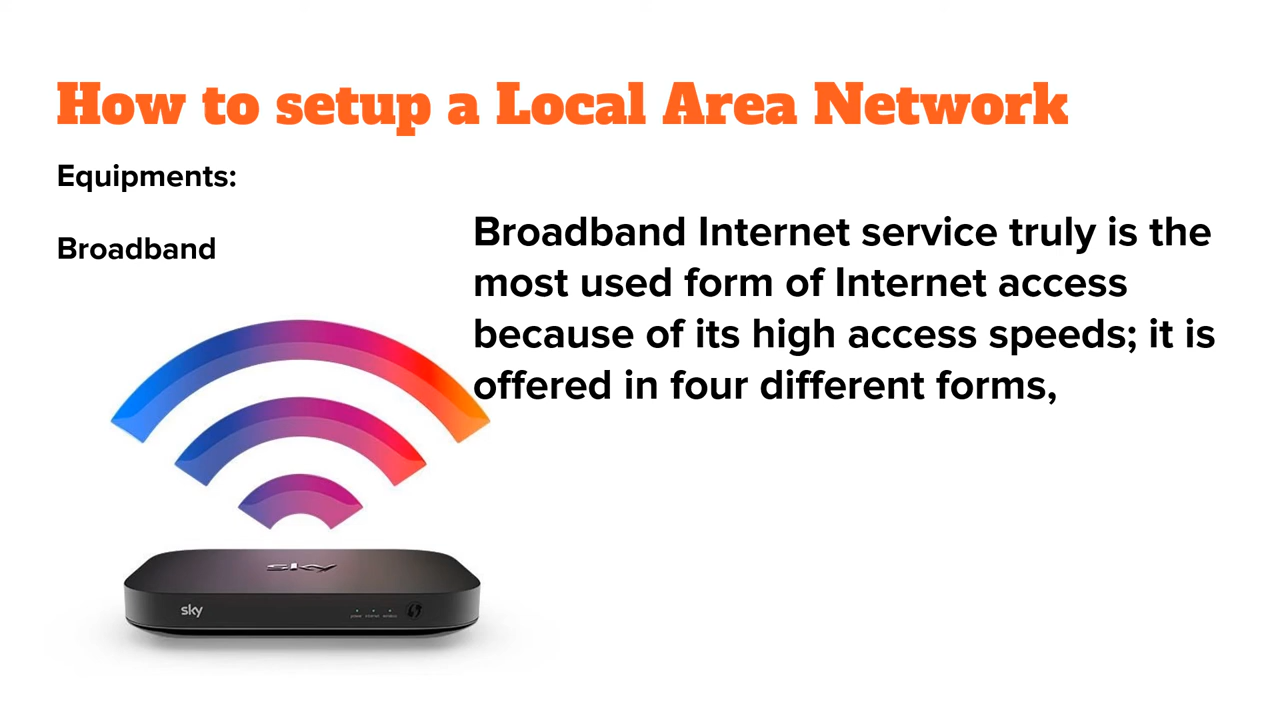 How to setup a Local Area Network
Equipments:
Broadband
Broadband Internet service truly is the
most used form of Internet access
because of its high access speeds; it is
offered in four different forms,
sky
sky